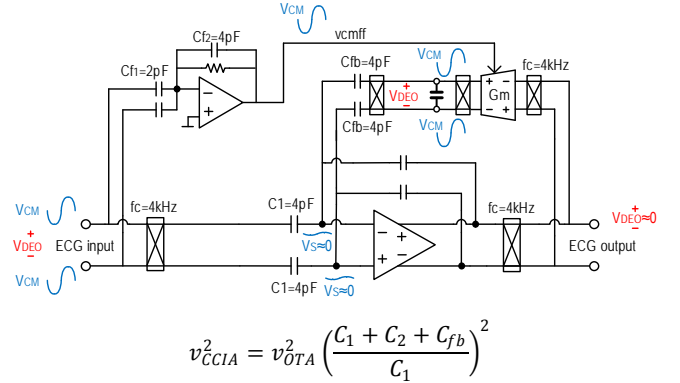 VCM
Cf2=4pF
vcmff
Cf1=2pF
−
+
Cfb=4pF
VCM
fc=4kHz
+
VDEO
−
+ −
Gm
− +
Cfb=4pF
VCM
VCM
fc=4kHz
C1=4pF
fc=4kHz
+
VDEO≈0
−
+
VDEO
−
ECG input
Vs≈0
− +
+ −
ECG output
VCM
C1=4pF
Vs≈0
v²CCIA = v²OTA ((C1 + C2 + Cfb)/C1)²